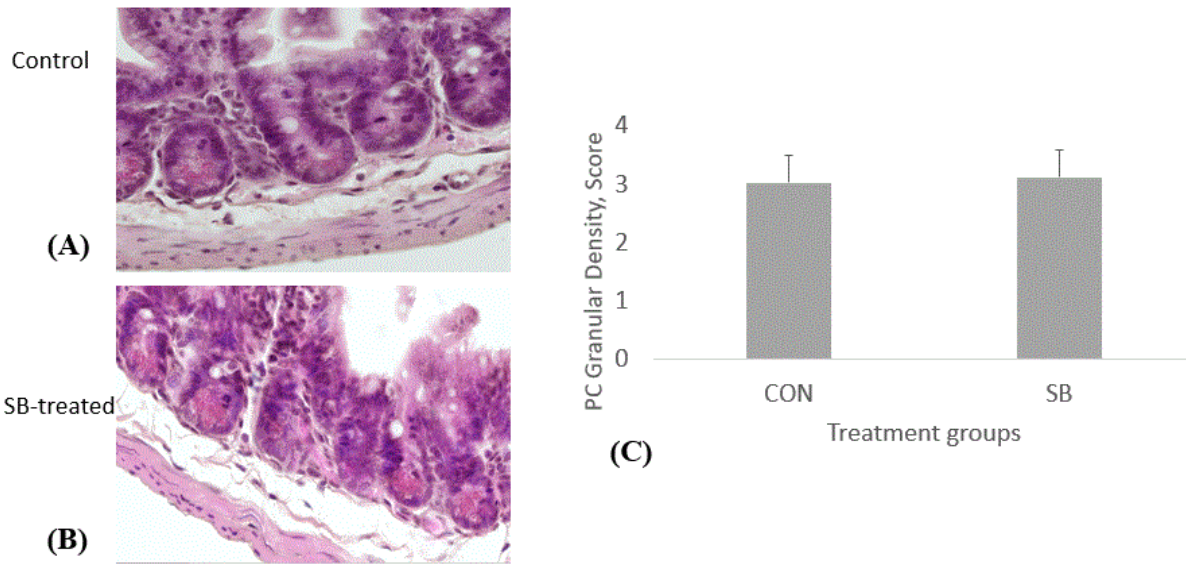 Control
(A)
SB-treated
(B)
PC Granular Density, Score
4
3
2
1
0
CON
SB
Treatment groups
(C)